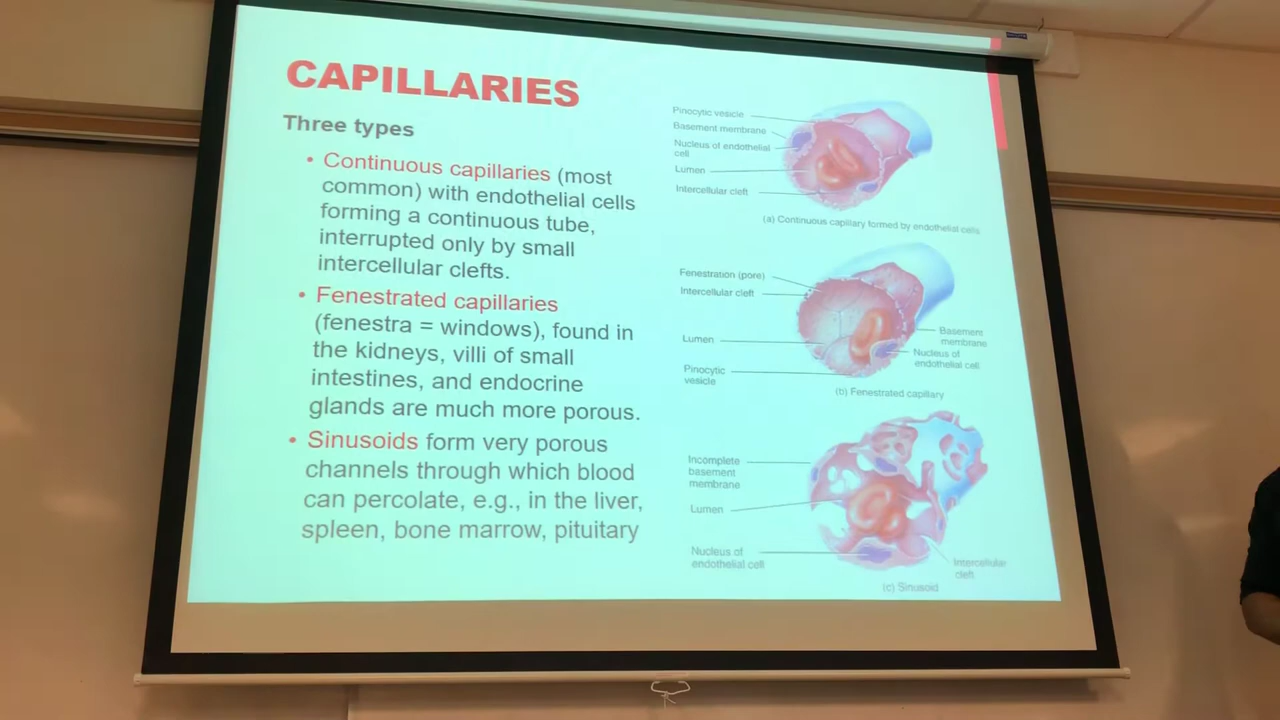 CAPILLARIES
Three types
• Continuous capillaries (most
common) with endothelial cells
forming a continuous tube,
interrupted only by small
intercellular clefts.
• Fenestrated capillaries
(fenestra = windows), found in
the kidneys, villi of small
intestines, and endocrine
glands are much more porous.
• Sinusoids form very porous
channels through which blood
can percolate, e.g., in the liver,
spleen, bone marrow, pituitary
Pinocytic vesicle
Basement membrane
Nucleus of endothelial
cell
Lumen
Intercellular cleft
(a) Continuous capillary formed by endothelial cells
Fenestration (pore)
Intercellular cleft
Lumen
Pinocytic
vesicle
Basement
membrane
Nucleus of
endothelial cell
(b) Fenestrated capillary
Incomplete
basement
membrane
Lumen
Nucleus of
endothelial cell
Intercellular
cleft
(c) Sinusoid